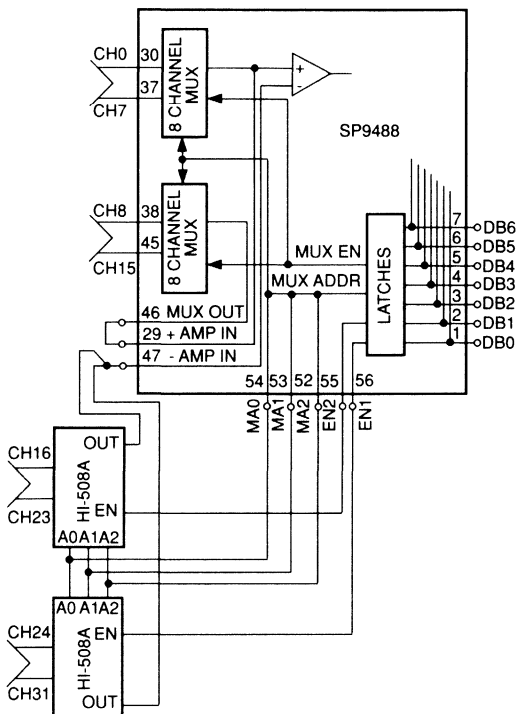 CH0 30
37
CH7
8 CHANNEL MUX
+
-
SP9488
CH8 38
45
CH15
8 CHANNEL MUX
MUX EN
MUX ADDR
LATCHES
7 DB6
6 DB5
5 DB4
4 DB3
3 DB2
2 DB1
1 DB0
46 MUX OUT
29 + AMP IN
47 - AMP IN
54 53 52 55 56
MA0 MA1 MA2 EN2 EN1
OUT
CH16
HI-508A
CH23
EN
A0 A1 A2
A0 A1 A2
CH24
EN
HI-508A
CH31
OUT